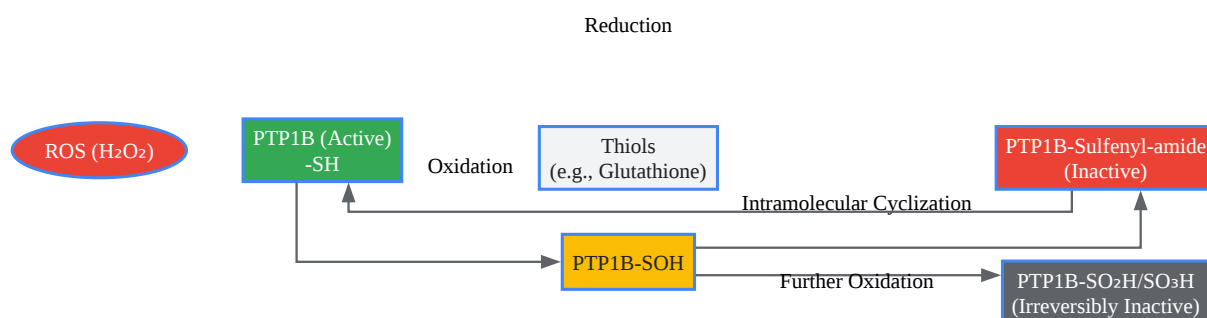 Reduction
ROS (H₂O₂)
PTP1B (Active)
-SH
Oxidation
Thiols
(e.g., Glutathione)
PTP1B-Sulfenyl-amide
(Inactive)
Intramolecular Cyclization
PTP1B-SOH
Further Oxidation
PTP1B-SO₂H/SO₃H
(Irreversibly Inactive)